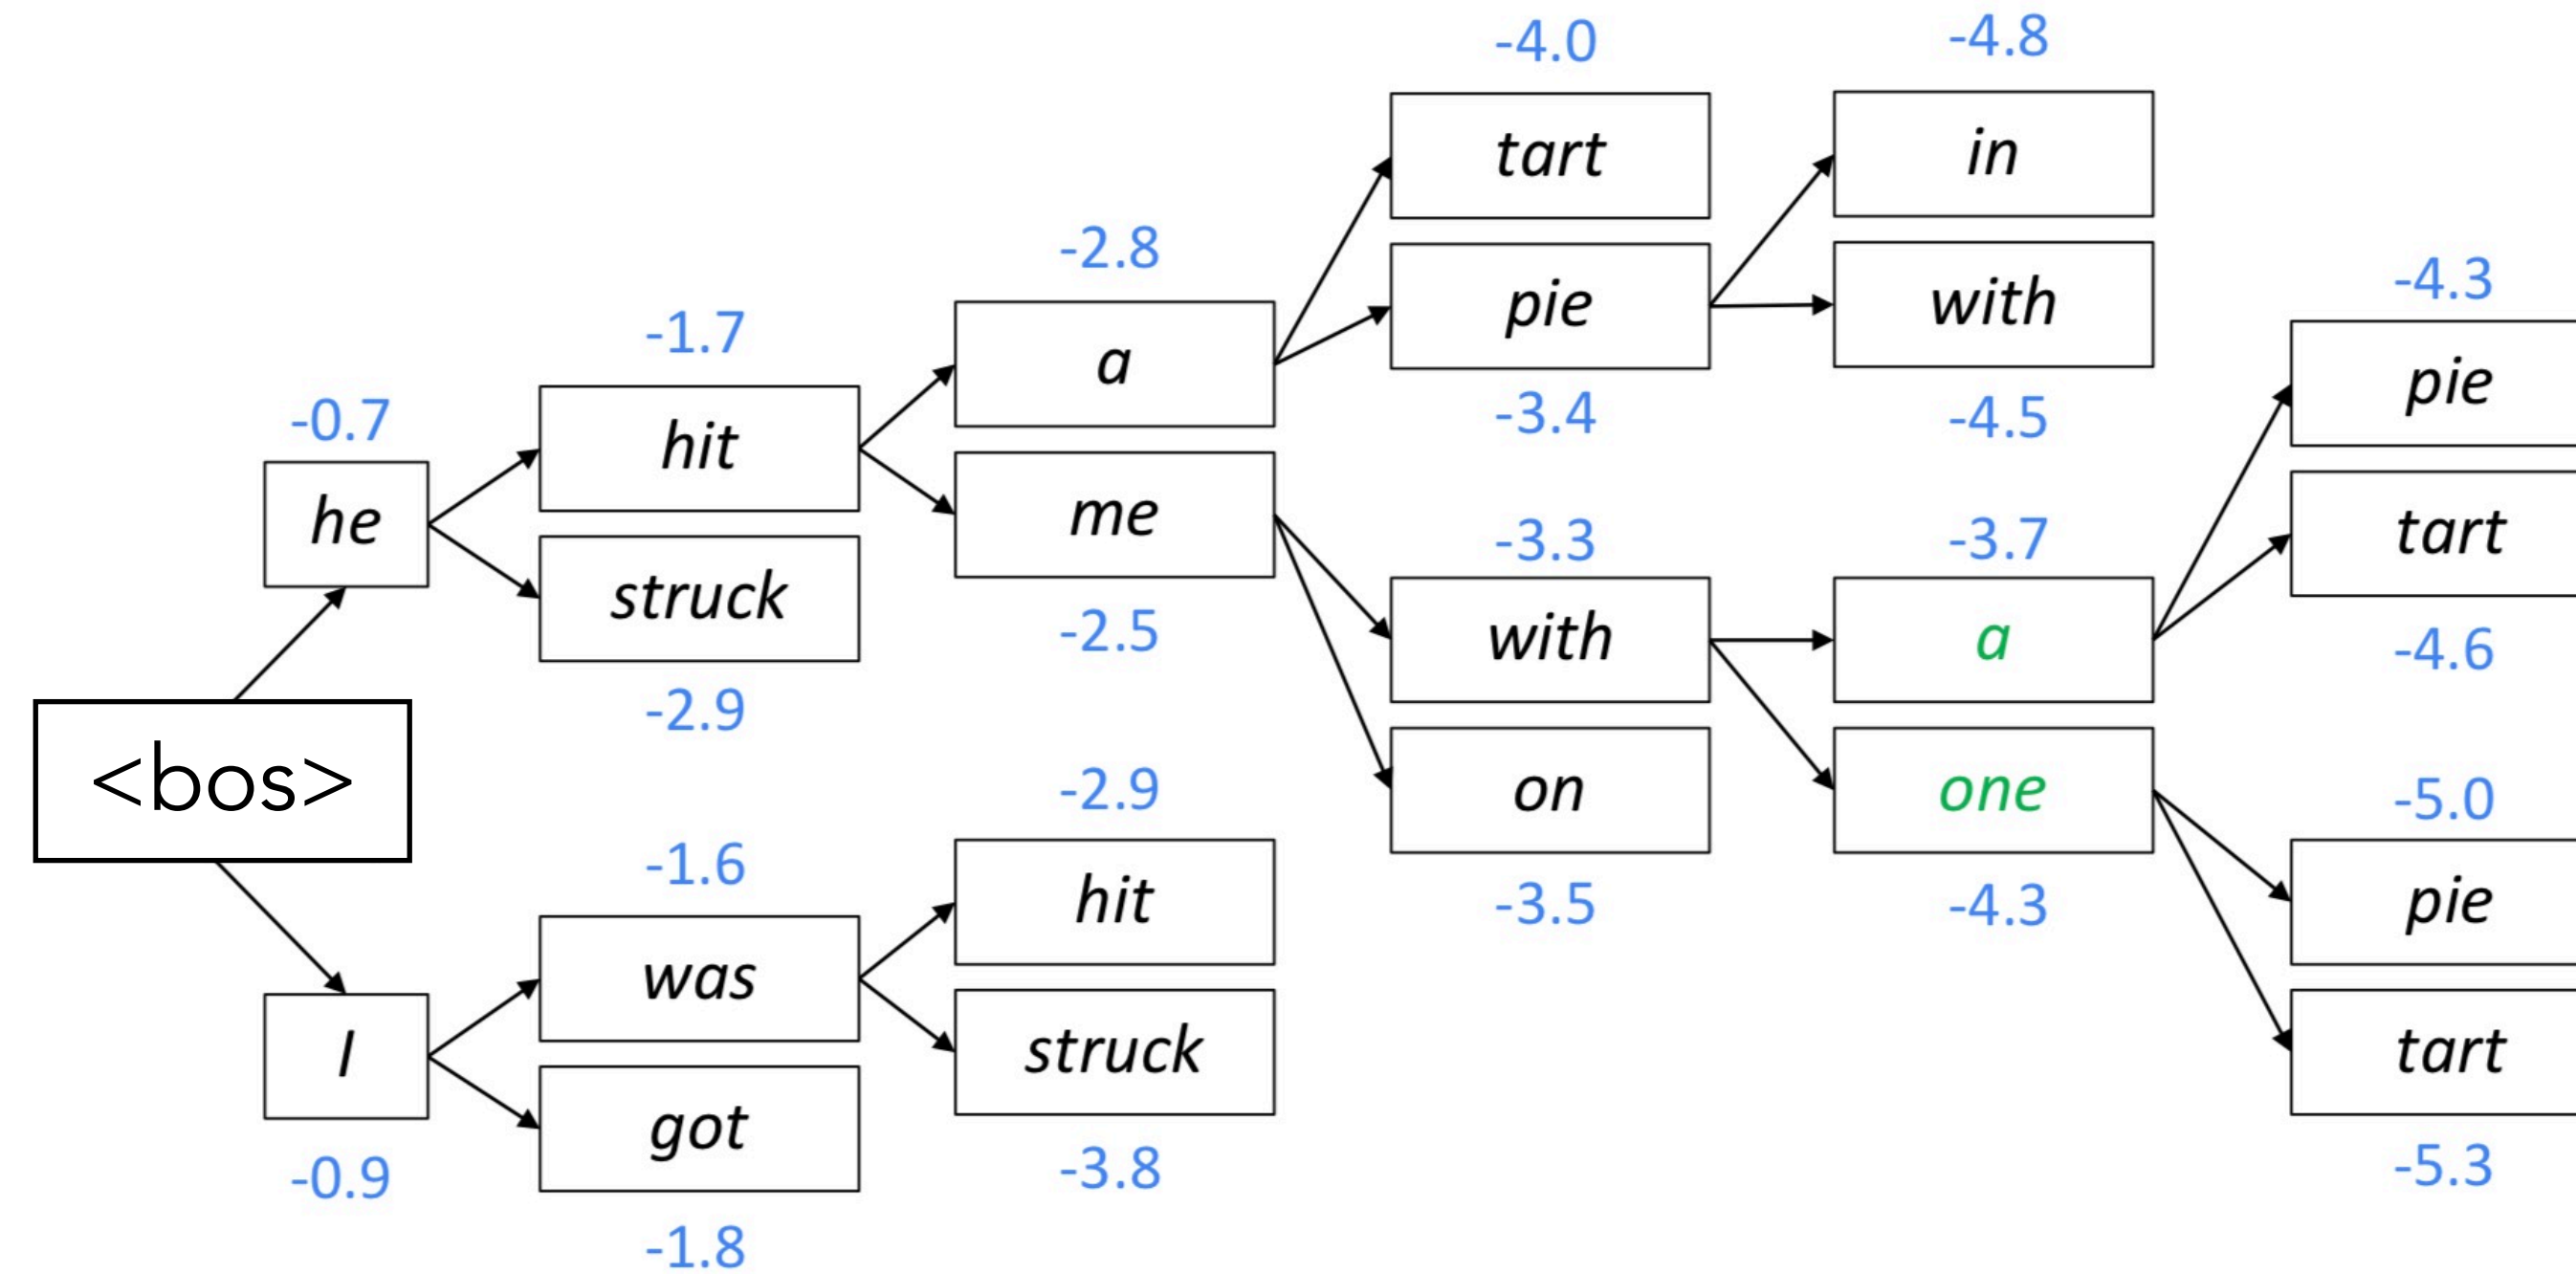 -4.0
-4.8
tart
in
-2.8
-4.3
pie
with
-1.7
a
pie
-0.7
-3.4
-4.5
hit
he
me
-3.3
-3.7
tart
struck
-2.5
with
a
-4.6
-2.9
<bos>
-2.9
on
one
-5.0
-1.6
hit
-3.5
-4.3
pie
was
I
struck
tart
got
-0.9
-3.8
-5.3
-1.8